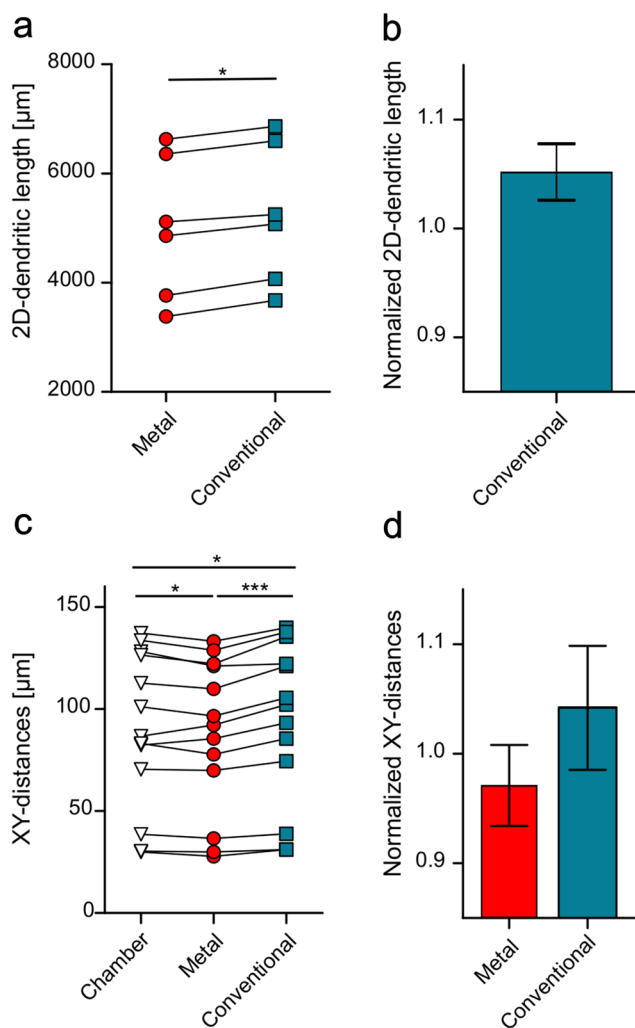 a
2D-dendritic length [µm]
8000
6000
4000
2000
*
Metal
Conventional
b
Normalized 2D-dendritic length
1.1
1.0
0.9
Conventional
c
XY-distances [µm]
150
100
50
0
*
*
***
Chamber
Metal
Conventional
d
Normalized XY-distances
1.1
1.0
0.9
Metal
Conventional